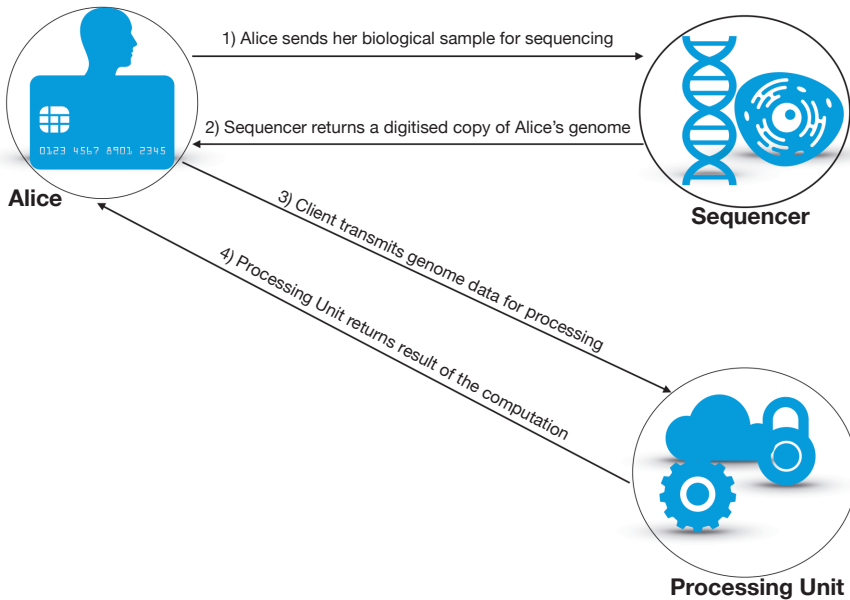 1) Alice sends her biological sample for sequencing
2) Sequencer returns a digitised copy of Alice's genome
0123 4567 8901 2345
Alice
Sequencer
3) Client transmits genome data for processing
4) Processing Unit returns result of the computation
Processing Unit